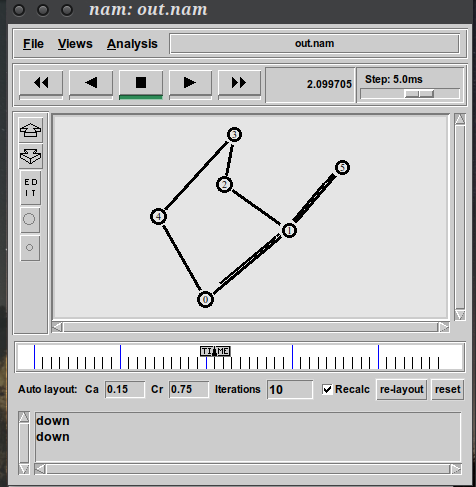 nam: out.nam
File Views Analysis out.nam
2.099705 Step: 5.0ms
E D
I T
3
5
2
4
1
0
TIME
Auto layout: Ca 0.15 Cr 0.75 Iterations 10 Recalc re-layout reset
down
down